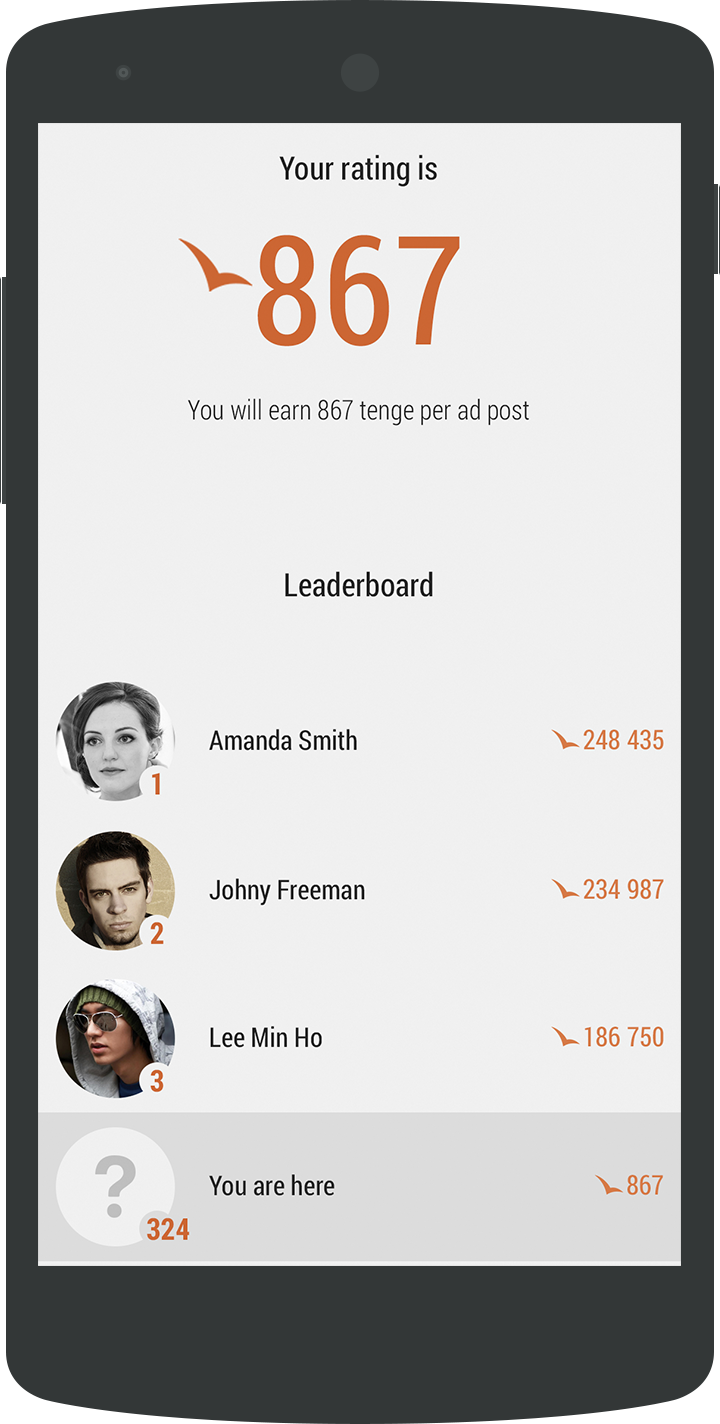 Your rating is
867
You will earn 867 tenge per ad post
Leaderboard
1 Amanda Smith 248 435
2 Johny Freeman 234 987
3 Lee Min Ho 186 750
? 324 You are here 867